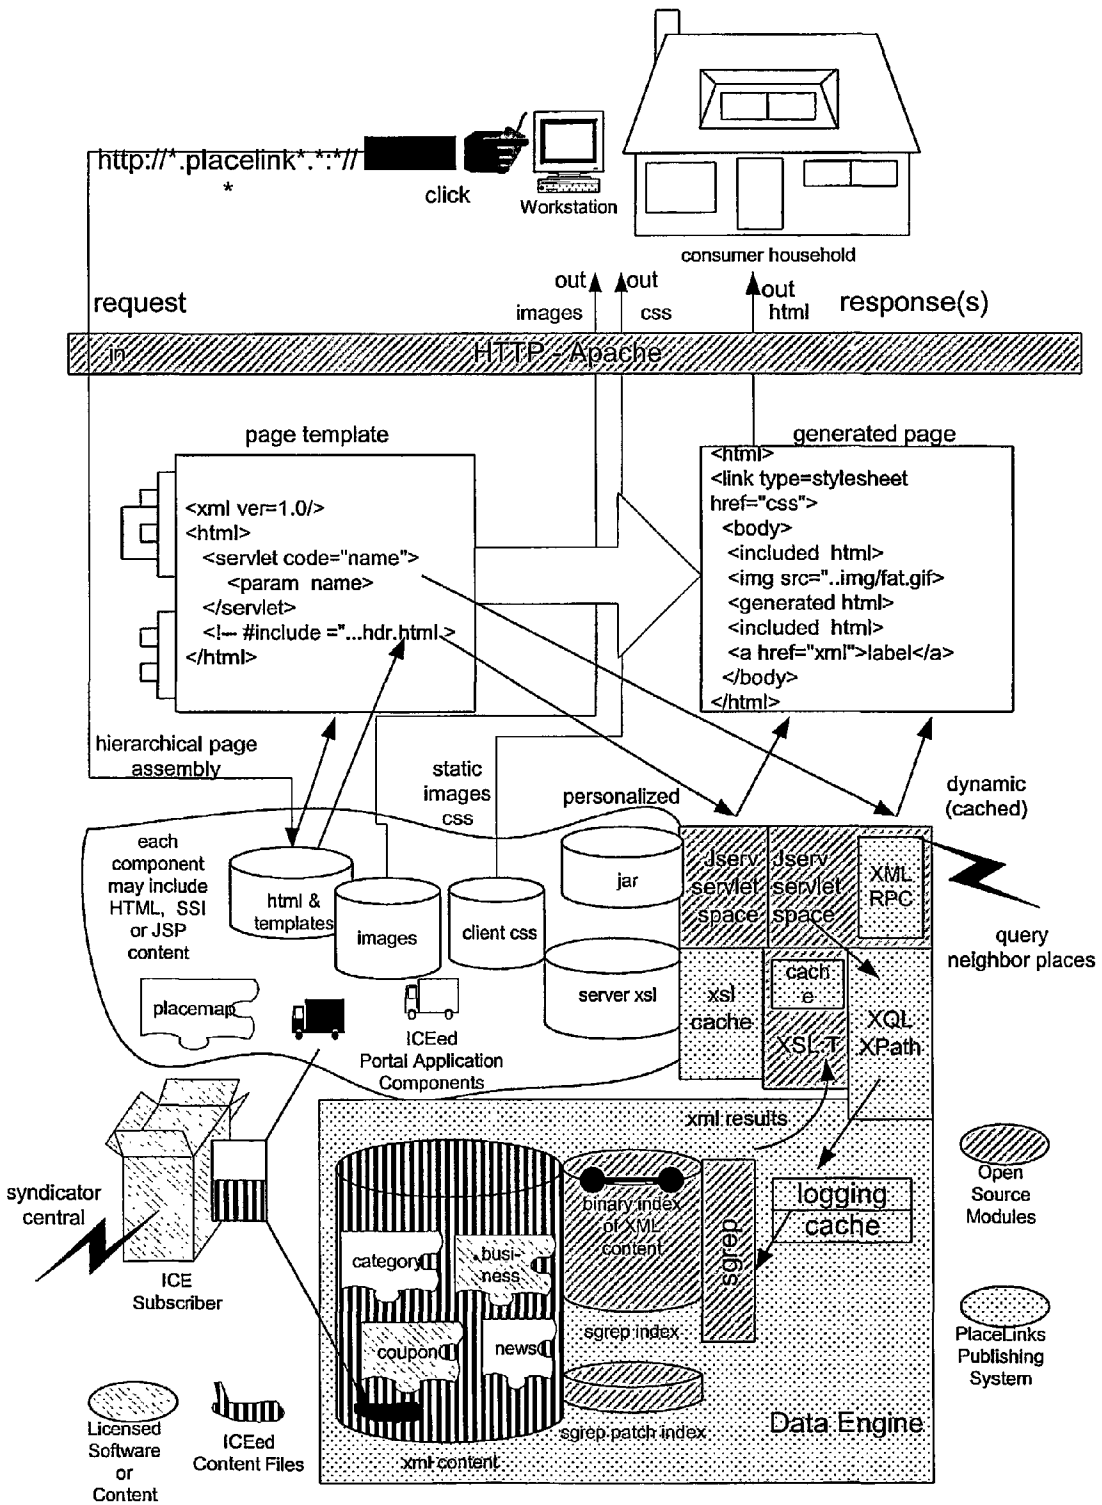 http://*.placelink*.*:*//
*
click
Workstation
consumer household
request
out
images
out
css
out
html
response(s)
in
HTTP - Apache
page template
<xml ver=1.0/>
<html>
<servlet code="name">
<param name>
</servlet>
<!-- #include ="...hdr.html >
</html>
generated page
<html>
<link type=stylesheet
href="css">
<body>
<included html>
<img src="..img/fat.gif>
<generated html>
<included html>
<a href="xml">label</a>
</body>
</html>
hierarchical page
assembly
static
images
css
personalized
dynamic
(cached)
each
component
may include
HTML, SSI
or JSP
content
html &
templates
images
client css
jar
server xsl
Jserv
servlet
space
Jserv
servlet
space
XML
RPC
query
neighbor places
placemap
ICEed
Portal Application
Components
xsl
cache
cach
e
XSL T
XQL
XPath
xml results
syndicator
central
ICE
Subscriber
category
busi-
ness
coupon
news
xml content
binary index
of XML
content
sgrep index
sgrep patch index
sgrep
logging
cache
Data Engine
Open
Source
Modules
PlaceLinks
Publishing
System
Licensed
Software
or
Content
ICEed
Content Files